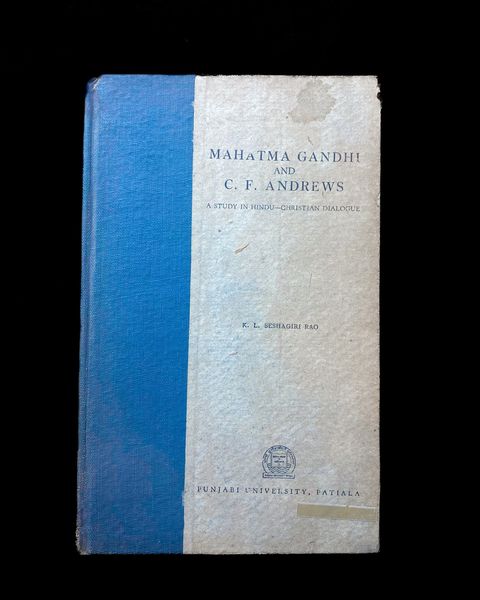 MAHaTMA GANDHI
AND
C. F. ANDREWS
A STUDY IN HINDU—CHRISTIAN DIALOGUE
K. L. SESHAGIRI RAO
PUNJABI UNIVERSITY, PATIALA